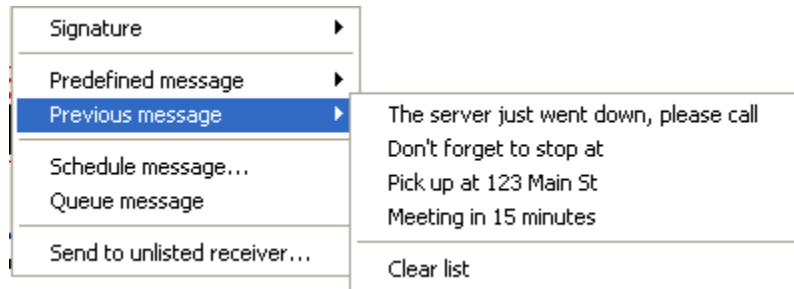 Signature
Predefined message
Previous message
Schedule message...
Queue message
Send to unlisted receiver...
The server just went down, please call
Don't forget to stop at
Pick up at 123 Main St
Meeting in 15 minutes
Clear list